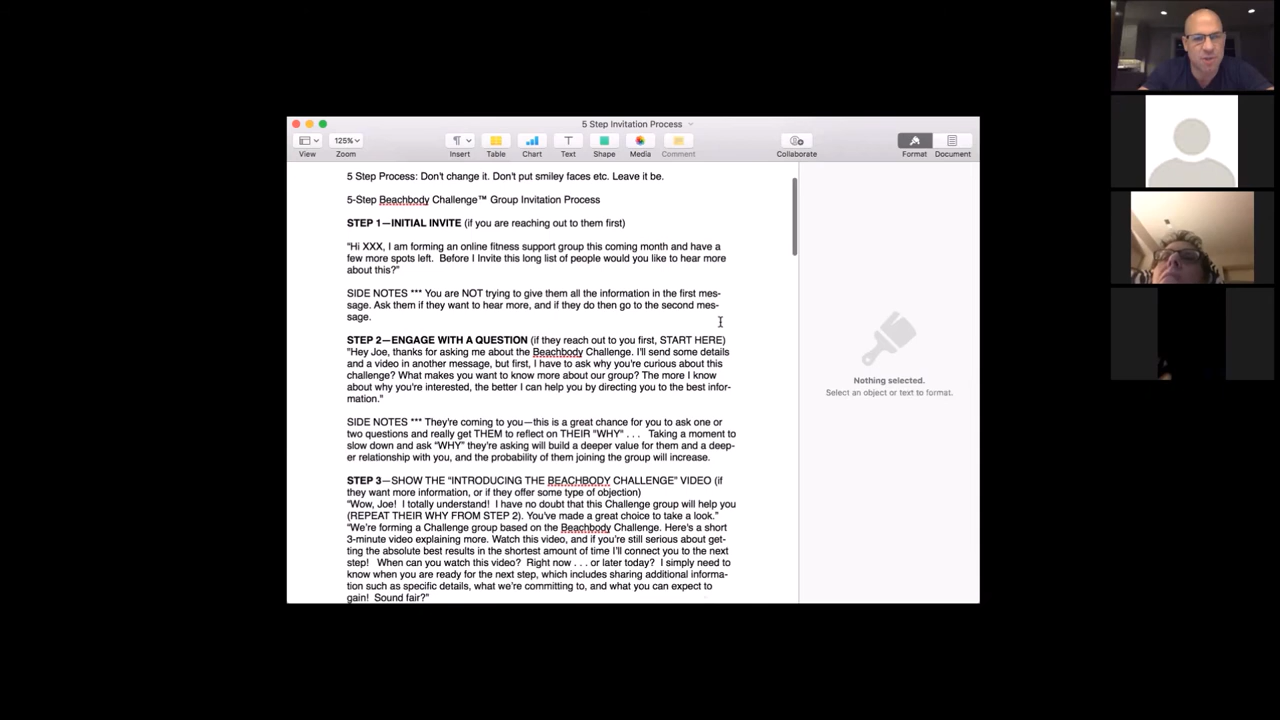 5 Step Invitation Process
125%
View
Zoom
Insert
Table
Chart
Text
Shape
Media
Comment
Collaborate
Format
Document
5 Step Process: Don't change it. Don't put smiley faces etc. Leave it be.
5-Step Beachbody Challenge™ Group Invitation Process
STEP 1—INITIAL INVITE (if you are reaching out to them first)
"Hi XXX, I am forming an online fitness support group this coming month and have a
few more spots left.  Before I Invite this long list of people would you like to hear more
about this?"
SIDE NOTES *** You are NOT trying to give them all the information in the first mes-
sage. Ask them if they want to hear more, and if they do then go to the second mes-
sage.
STEP 2—ENGAGE WITH A QUESTION (if they reach out to you first, START HERE)
"Hey Joe, thanks for asking me about the Beachbody Challenge. I'll send some details
and a video in another message, but first, I have to ask why you're curious about this
challenge? What makes you want to know more about our group? The more I know
about why you're interested, the better I can help you by directing you to the best infor-
mation."
SIDE NOTES *** They're coming to you—this is a great chance for you to ask one or
two questions and really get THEM to reflect on THEIR "WHY" . . .   Taking a moment to
slow down and ask "WHY" they're asking will build a deeper value for them and a deep-
er relationship with you, and the probability of them joining the group will increase.
STEP 3—SHOW THE "INTRODUCING THE BEACHBODY CHALLENGE" VIDEO (if
they want more information, or if they offer some type of objection)
"Wow, Joe!  I totally understand!  I have no doubt that this Challenge group will help you
(REPEAT THEIR WHY FROM STEP 2). You've made a great choice to take a look."
"We're forming a Challenge group based on the Beachbody Challenge. Here's a short
3-minute video explaining more. Watch this video, and if you're still serious about get-
ting the absolute best results in the shortest amount of time I'll connect you to the next
step!   When can you watch this video?  Right now . . . or later today?  I simply need to
know when you are ready for the next step, which includes sharing additional informa-
tion such as specific details, what we're committing to, and what you can expect to
gain!  Sound fair?"
Nothing selected.
Select an object or text to format.